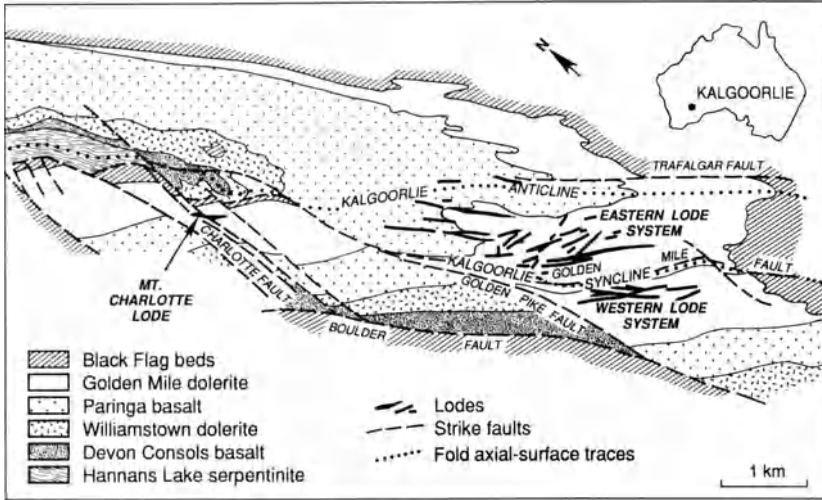 N
KALGOORLIE
TRAFALGAR FAULT
KALGOORLIE ANTICLINE
EASTERN LODE
SYSTEM
KALGOORLIE SYNCLINE
GOLDEN MILE FAULT
GOLDEN PIKE FAULT
WESTERN LODE
SYSTEM
CHARLOTTE FAULT
MT.
CHARLOTTE
LODE
BOULDER FAULT
Black Flag beds
Golden Mile dolerite
Paringa basalt
Williamstown dolerite
Devon Consols basalt
Hannans Lake serpentinite
Lodes
Strike faults
Fold axial-surface traces
1 km